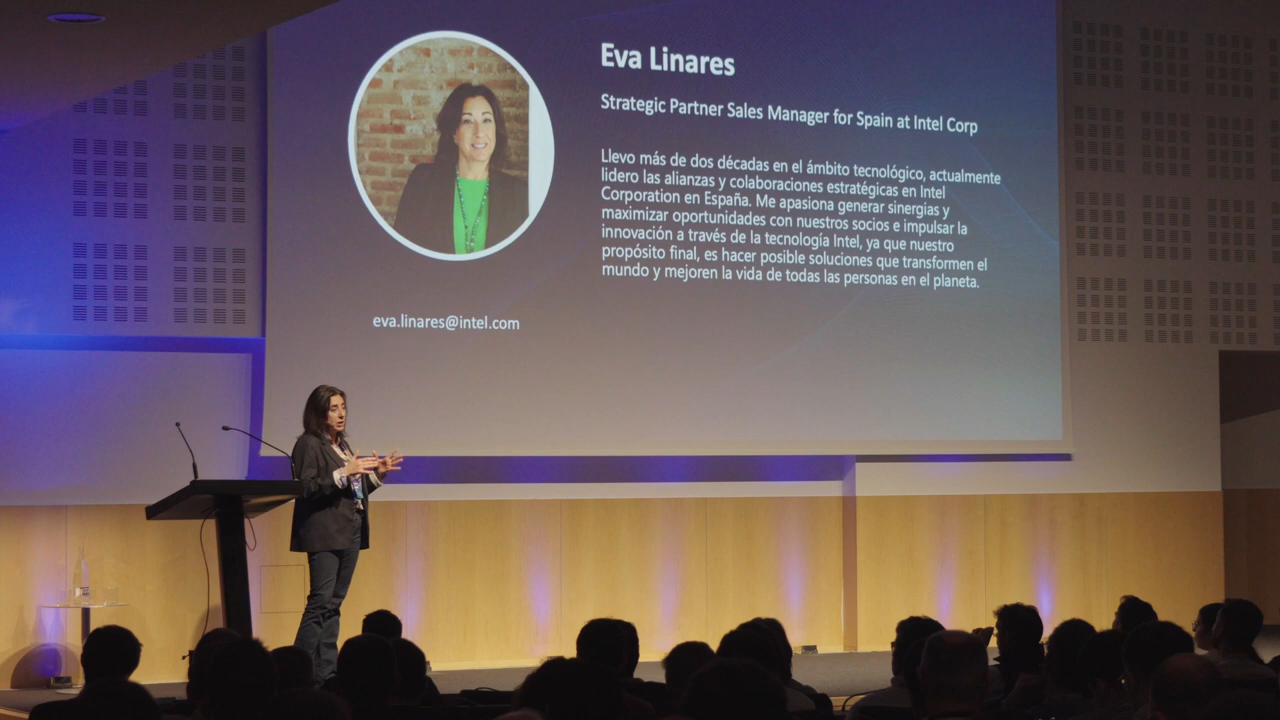 Eva Linares
Strategic Partner Sales Manager for Spain at Intel Corp
Llevo más de dos décadas en el ámbito tecnológico, actualmente
lidero las alianzas y colaboraciones estratégicas en Intel
Corporation en España. Me apasiona generar sinergias y
maximizar oportunidades con nuestros socios e impulsar la
innovación a través de la tecnología Intel, ya que nuestro
propósito final, es hacer posible soluciones que transformen el
mundo y mejoren la vida de todas las personas en el planeta.
eva.linares@intel.com